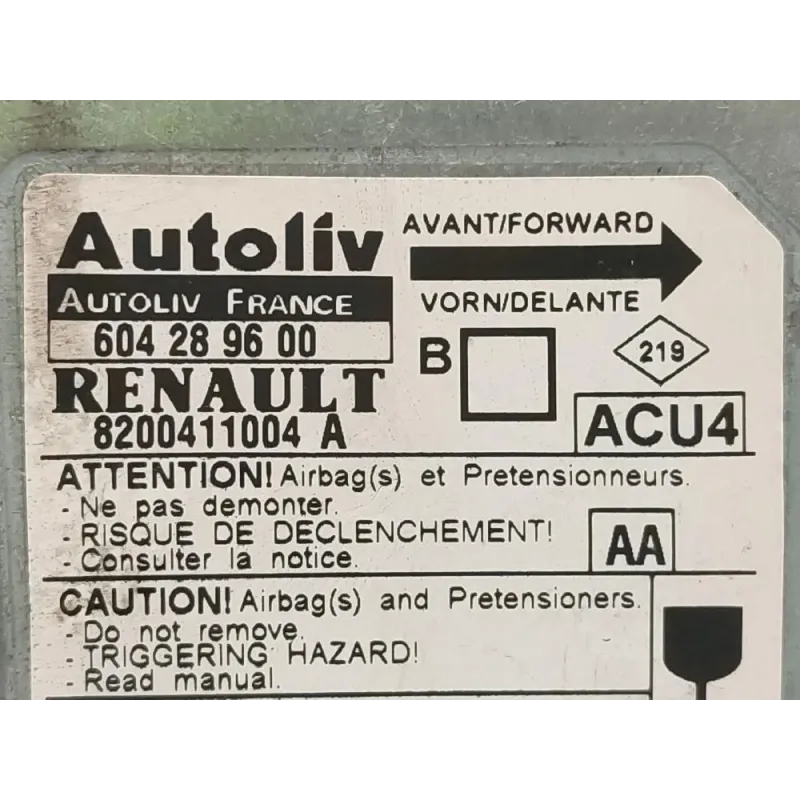 Autoliv
AUTOLIV FRANCE
604 28 96 00
RENAULT
8200411004 A
AVANT/FORWARD
VORN/DELANTE
B
219
ACU4
ATTENTION! Airbag(s) et Pretensionneurs.
- Ne pas demonter.
- RISQUE DE DECLENCHEMENT!
- Consulter la notice.
AA
CAUTION! Airbag(s) and Pretensioners.
- Do not remove.
- TRIGGERING HAZARD!
- Read manual.